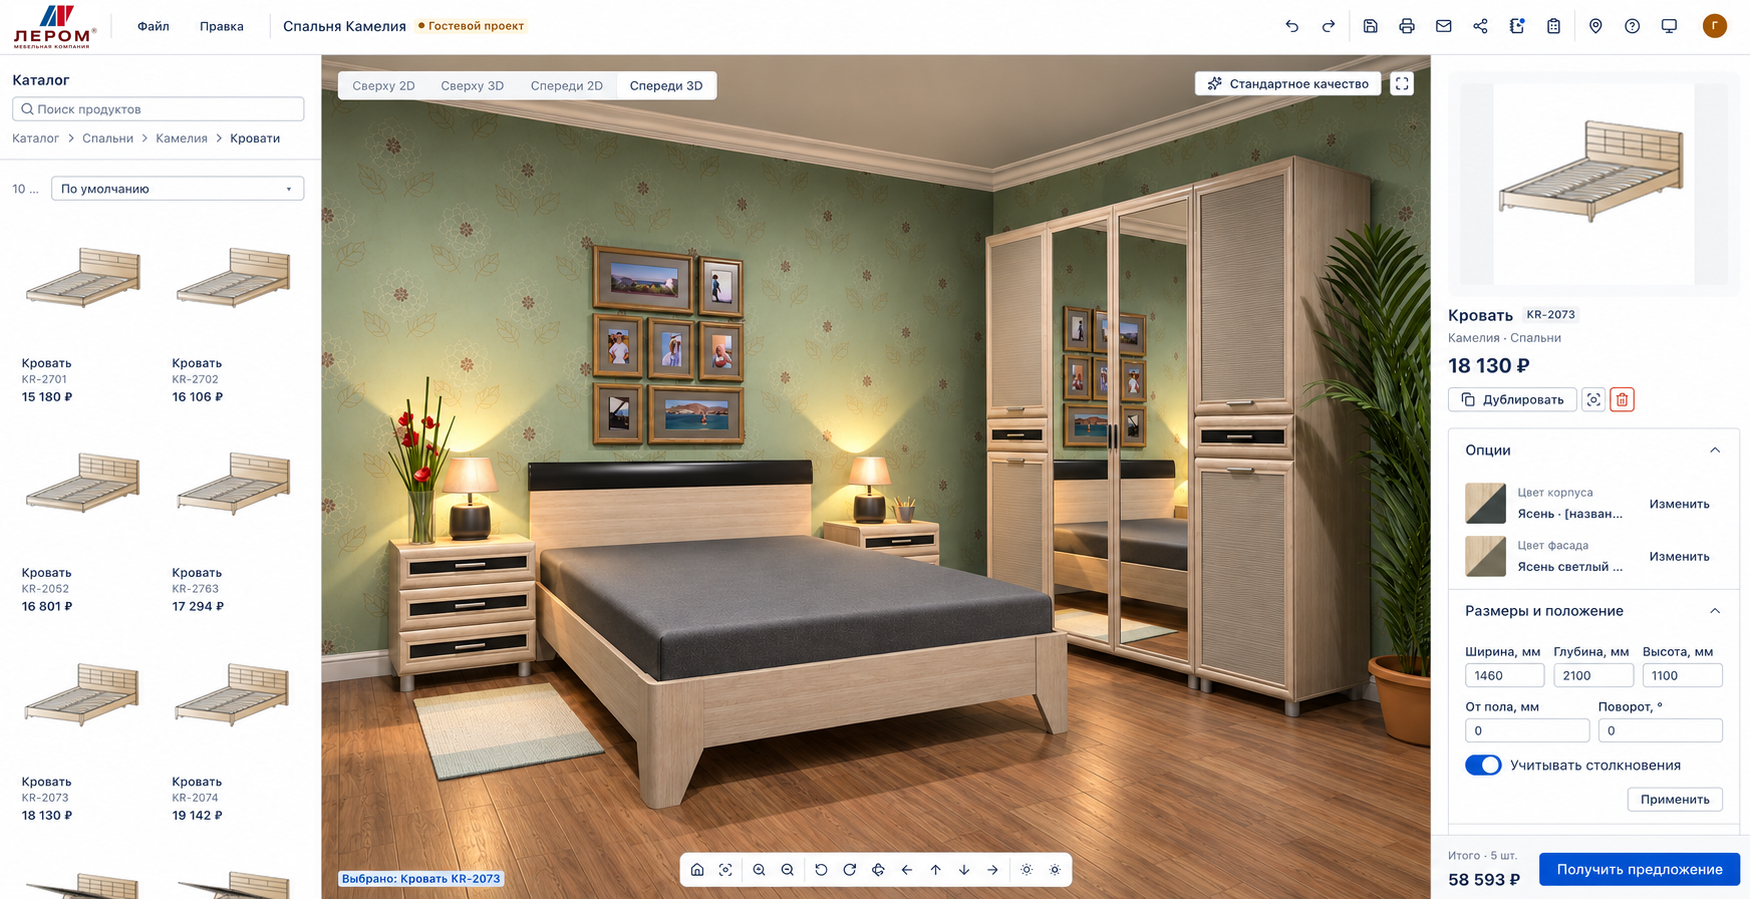 ЛЕРОМ®
МЕБЕЛЬНАЯ КОМПАНИЯ
Файл
Правка
Спальня Камелия
Гостевой проект
Г
Каталог
Поиск продуктов
Каталог > Спальни > Камелия > Кровати
10 ...
По умолчанию
Кровать
KR-2701
15 180 ₽
Кровать
KR-2702
16 106 ₽
Кровать
KR-2052
16 801 ₽
Кровать
KR-2763
17 294 ₽
Кровать
KR-2073
18 130 ₽
Кровать
KR-2074
19 142 ₽
Сверху 2D
Сверху 3D
Спереди 2D
Спереди 3D
Стандартное качество
Выбрано: Кровать KR-2073
Кровать KR-2073
Камелия · Спальни
18 130 ₽
Дублировать
Опции
Цвет корпуса
Ясень · [назван...
Изменить
Цвет фасада
Ясень светлый ...
Изменить
Размеры и положение
Ширина, мм Глубина, мм Высота, мм
1460 2100 1100
От пола, мм Поворот, °
0 0
Учитывать столкновения
Применить
Итого · 5 шт.
58 593 ₽
Получить предложение